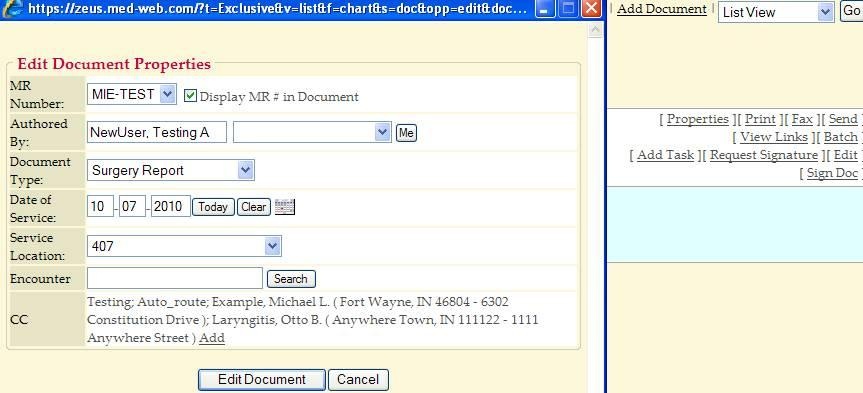 https://zeus.med-web.com/?t=Exclusive&v=list&f=chart&s=doc&opp=edit&doc...
Edit Document Properties
MR Number: MIE-TEST Display MR # in Document
Authored By: NewUser, Testing A Me
Document Type: Surgery Report
Date of Service: 10 - 07 - 2010 Today Clear
Service Location: 407
Encounter Search
CC
Testing; Auto_route; Example, Michael L. ( Fort Wayne, IN 46804 - 6302
Constitution Drive ); Laryngitis, Otto B. ( Anywhere Town, IN 111122 - 1111
Anywhere Street ) Add
Edit Document Cancel
| Add Document | List View Go
[ Properties ][ Print ][ Fax ][ Send ]
[ View Links ][ Batch
[ Add Task ][ Request Signature ][ Edit
[ Sign Doc ]